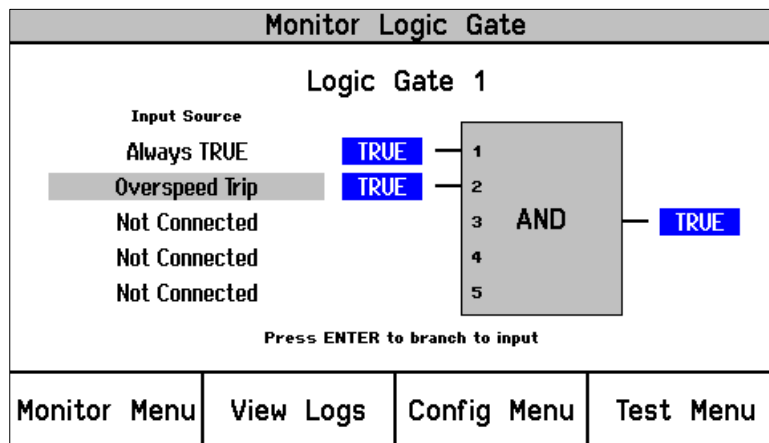 Monitor Logic Gate
Logic Gate 1
Input Source
Always TRUE TRUE 1
Overspeed Trip TRUE 2
Not Connected 3 AND TRUE
Not Connected 4
Not Connected 5
Press ENTER to branch to input
Monitor Menu View Logs Config Menu Test Menu